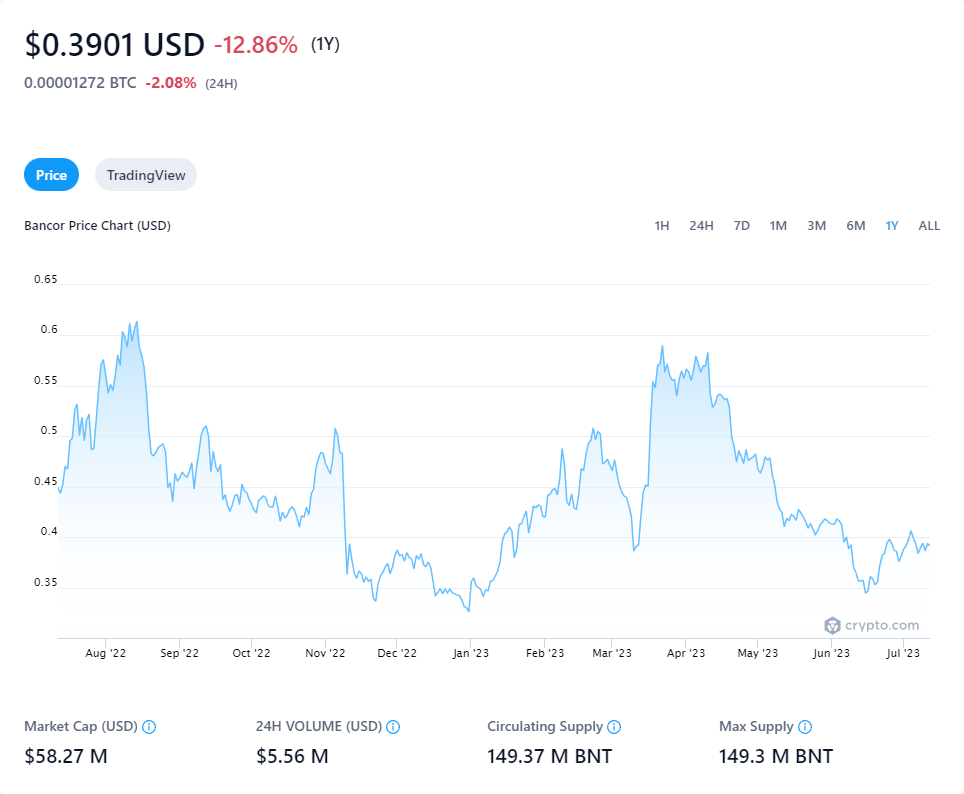 $0.3901 USD -12.86% (1Y)
0.00001272 BTC -2.08% (24H)
Price TradingView
Bancor Price Chart (USD) 1H 24H 7D 1M 3M 6M 1Y ALL
0.65
0.6
0.55
0.5
0.45
0.4
0.35
crypto.com
Aug '22 Sep '22 Oct '22 Nov '22 Dec '22 Jan '23 Feb '23 Mar '23 Apr '23 May '23 Jun '23 Jul '23
Market Cap (USD) 24H VOLUME (USD) Circulating Supply Max Supply
$58.27 M $5.56 M 149.37 M BNT 149.3 M BNT